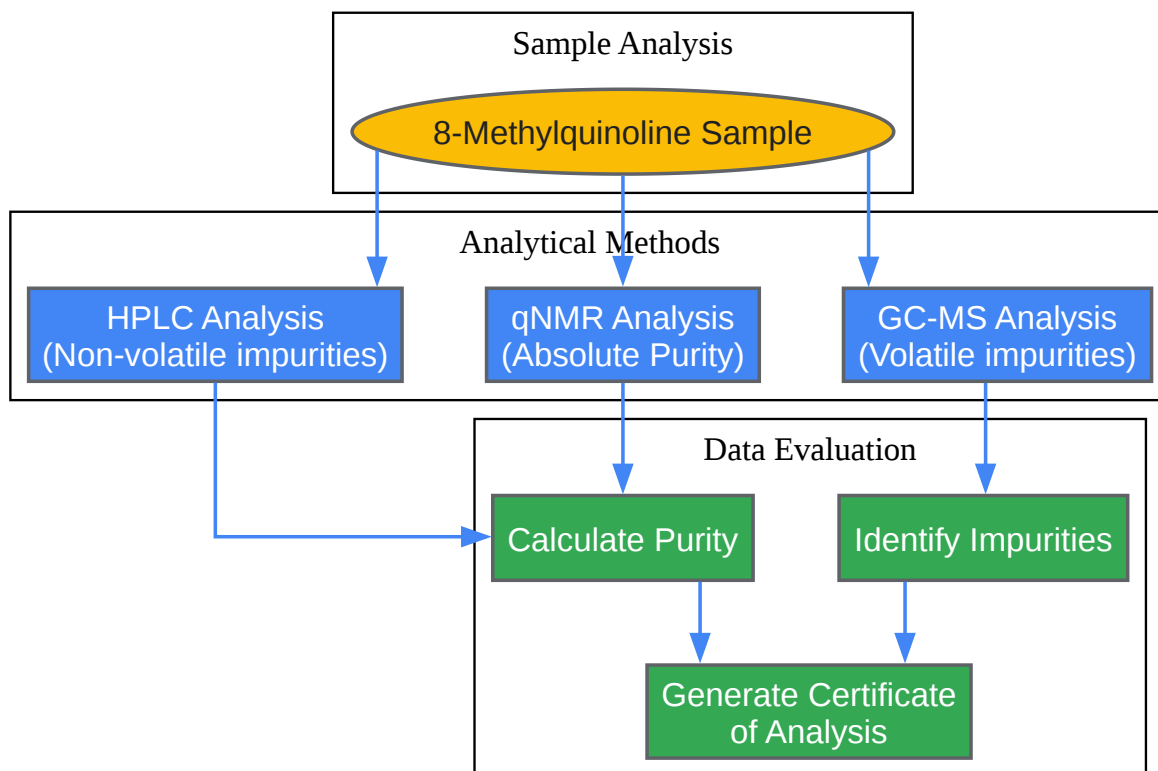 Sample Analysis
8-Methylquinoline Sample
Analytical Methods
HPLC Analysis
(Non-volatile impurities)
qNMR Analysis
(Absolute Purity)
GC-MS Analysis
(Volatile impurities)
Data Evaluation
Calculate Purity
Identify Impurities
Generate Certificate
of Analysis